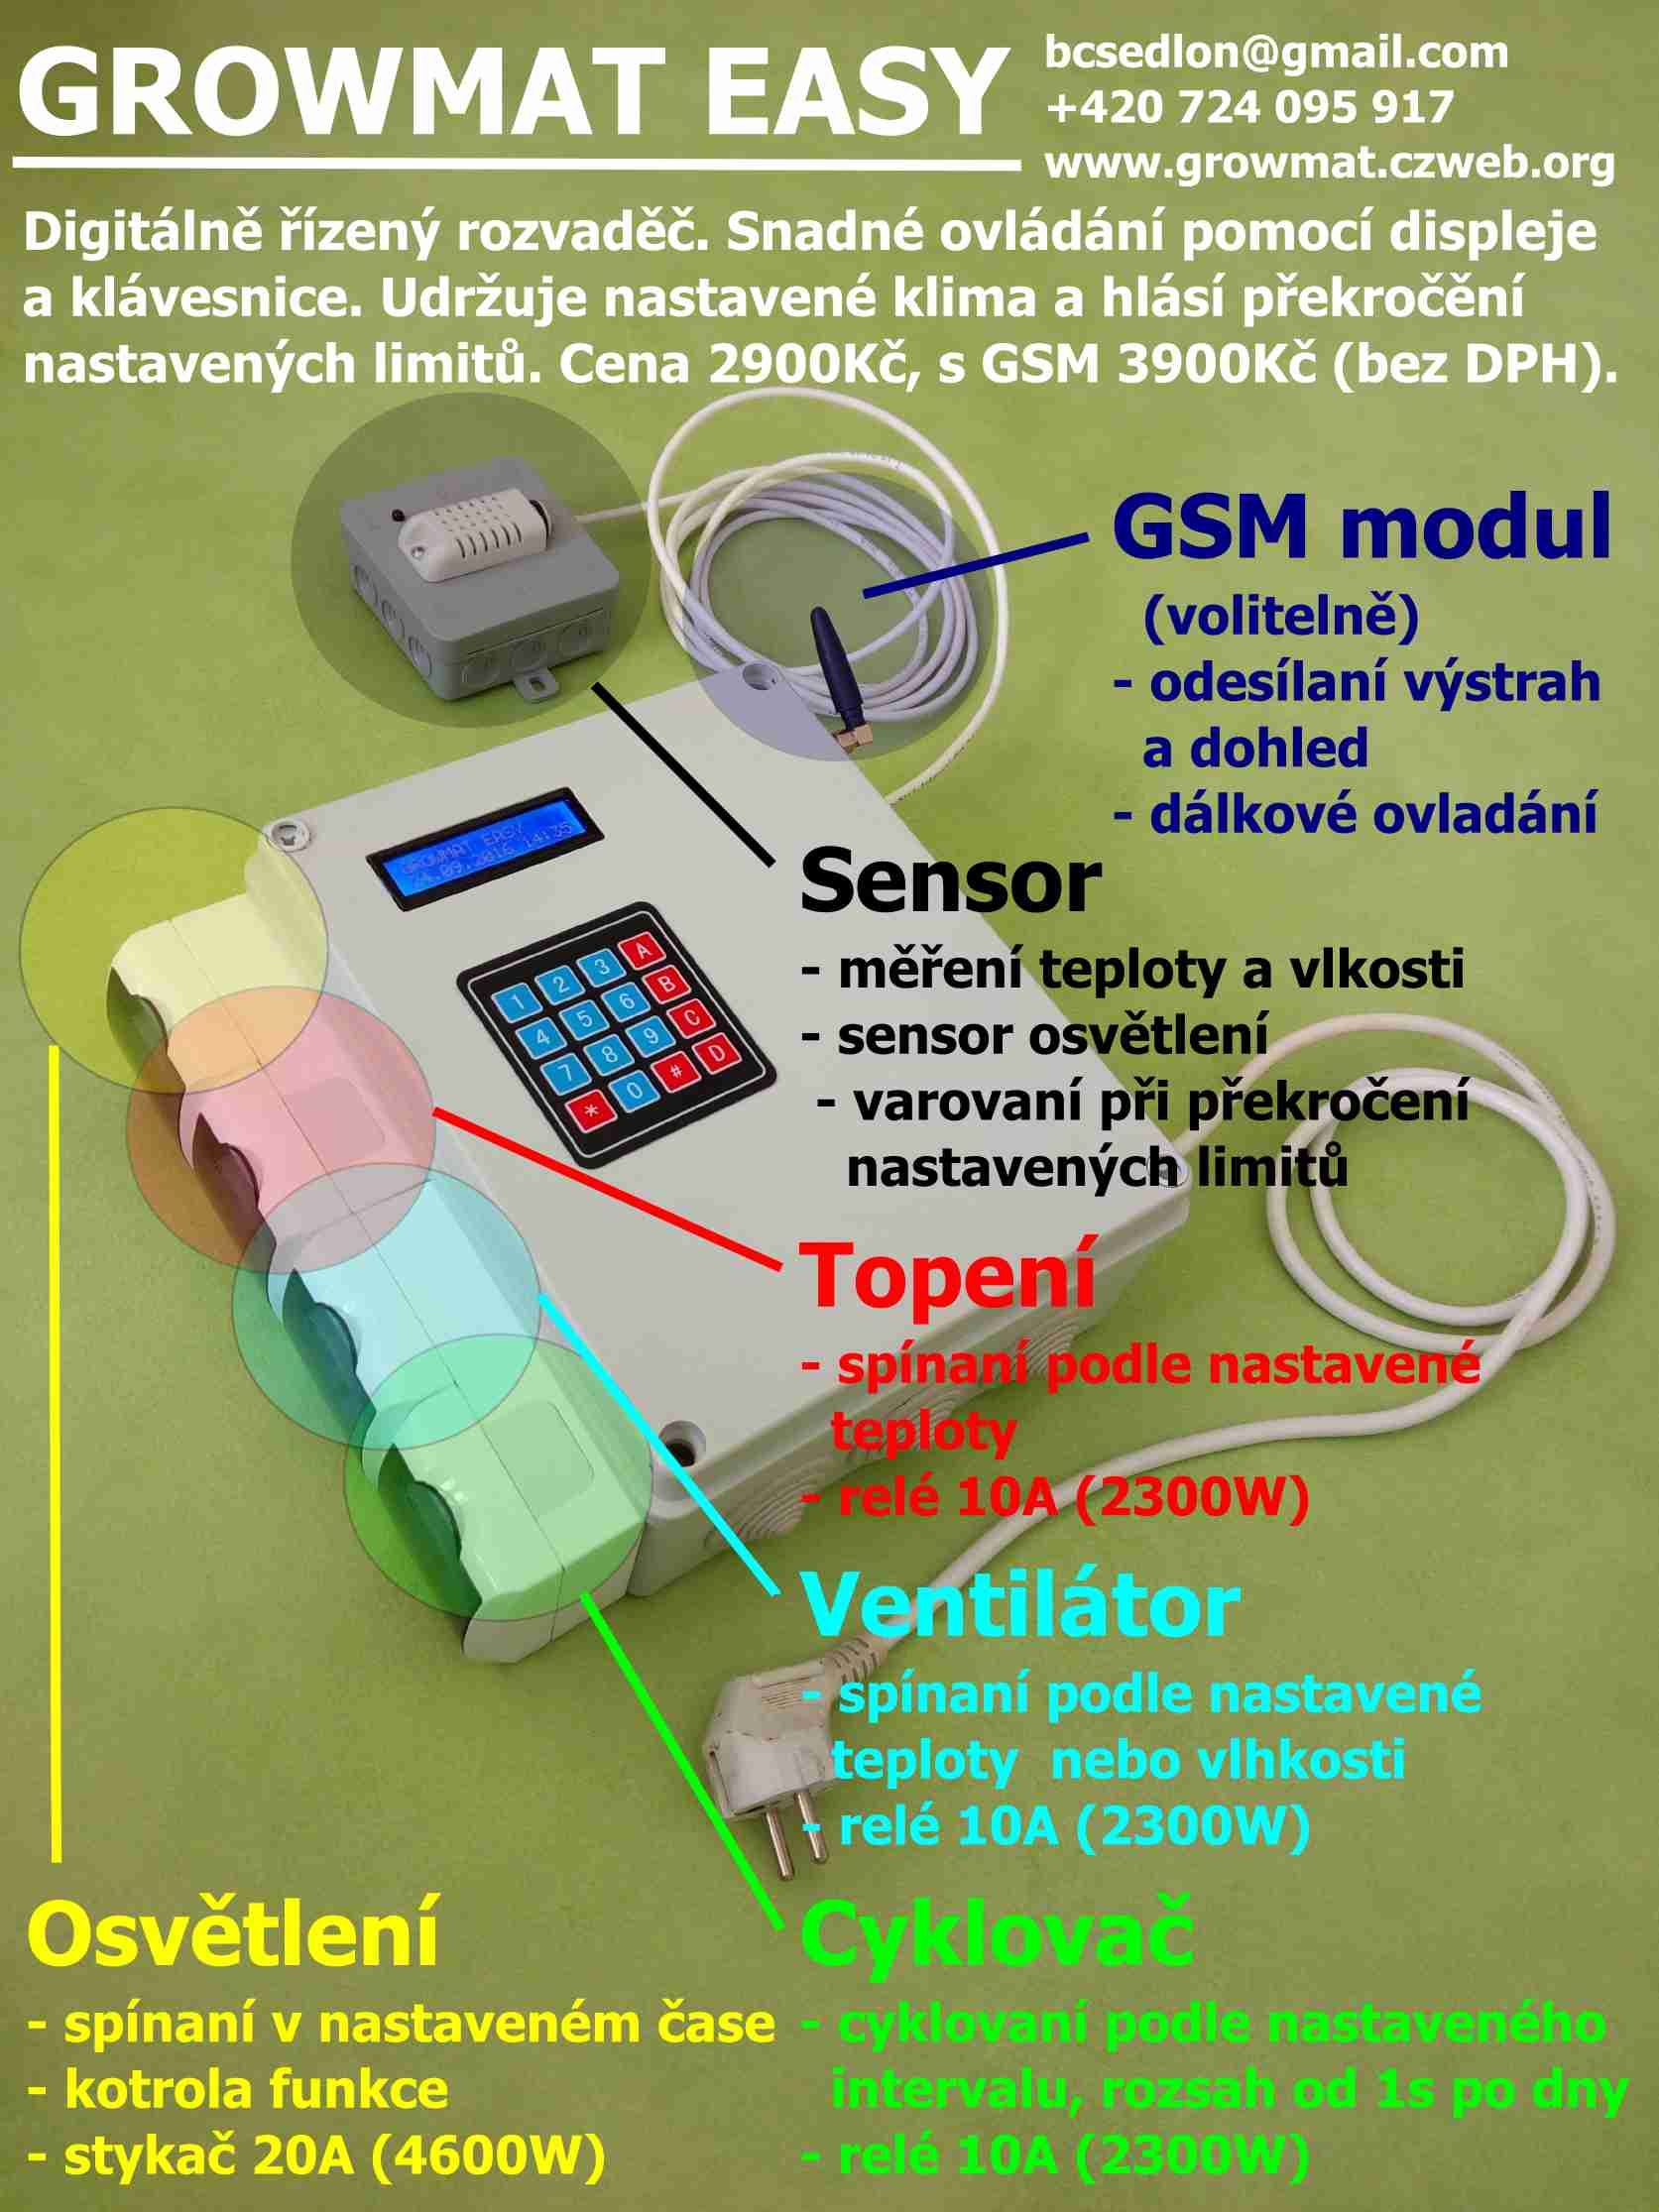 GROWMAT EASY
bcsedlon@gmail.com
+420 724 095 917
www.growmat.czweb.org
Digitálně řízený rozvaděč. Snadné ovládání pomocí displeje
a klávesnice. Udržuje nastavené klima a hlásí překročění
nastavených limitů. Cena 2900Kč, s GSM 3900Kč (bez DPH).
GSM modul
(volitelně)
- odesílaní výstrah
a dohled
- dálkové ovladání
GROWMAT EASY
.09.2016 14:35
1 2 3 A
4 5 6 B
7 8 9 C
* 0 # D
Sensor
- měření teploty a vlkosti
- sensor osvětlení
- varovaní při překročení
nastavených limitů
Topení
- spínaní podle nastavené
teploty
- relé 10A (2300W)
Ventilátor
- spínaní podle nastavené
teploty  nebo vlhkosti
- relé 10A (2300W)
Osvětlení
- spínaní v nastaveném čase
- kotrola funkce
- stykač 20A (4600W)
Cyklovač
- cyklovaní podle nastaveného
intervalu, rozsah od 1s po dny
- relé 10A (2300W)